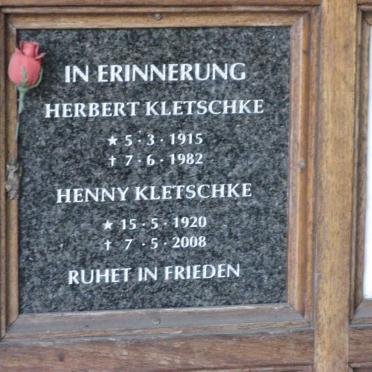 IN ERINNERUNG
HERBERT KLETSCHKE
★ 5 · 3 · 1915
† 7 · 6 · 1982
HENNY KLETSCHKE
★ 15 · 5 · 1920
† 7 · 5 · 2008
RUHET IN FRIEDEN